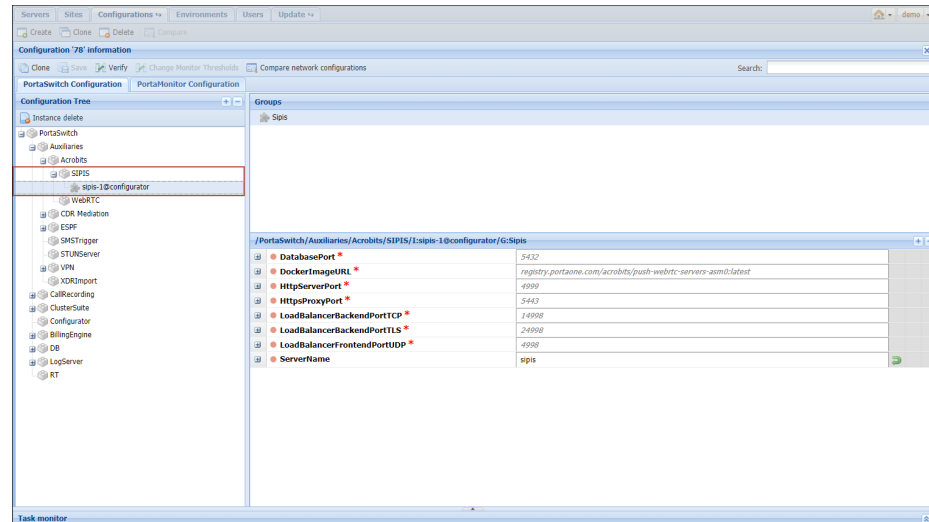 Servers Sites Configurations ↪ Environments Users Update ↪ demo
Create Clone Delete Compare
Configuration '78' information
Clone Save Verify Change Monitor Thresholds Compare network configurations Search:
PortaSwitch Configuration PortaMonitor Configuration
Configuration Tree
Groups
Instance delete
Sipis
PortaSwitch
Auxiliaries
Acrobits
SIPIS
sipis-1@configurator
WebRTC
CDR Mediation
ESPF
SMSTrigger
STUNServer
VPN
XDRImport
CallRecording
ClusterSuite
Configurator
BillingEngine
DB
LogServer
RT
/PortaSwitch/Auxiliaries/Acrobits/SIPIS/I:sipis-1@configurator/G:Sipis
DatabasePort * 5432
DockerImageURL * registry.portaone.com/acrobits/push-webrtc-servers-asm0:latest
HttpServerPort * 4999
HttpsProxyPort * 5443
LoadBalancerBackendPortTCP * 14998
LoadBalancerBackendPortTLS * 24998
LoadBalancerFrontendPortUDP * 4998
ServerName sipis
Task monitor